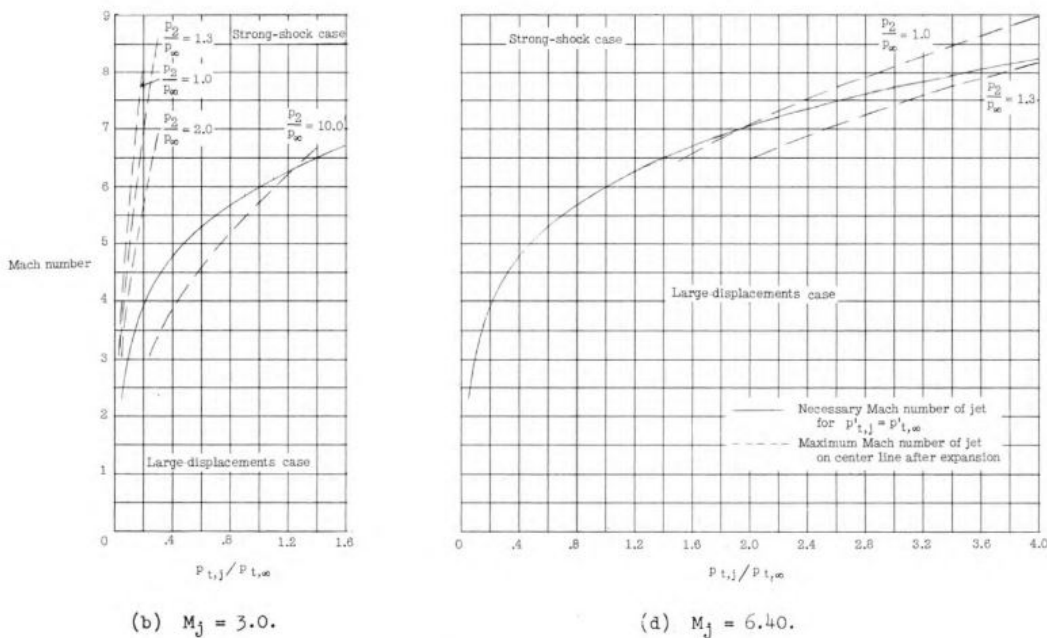 9
8
7
6
5
4
3
2
1
0
Mach number
p2/p∞ = 1.3
p2/p∞ = 1.0
p2/p∞ = 2.0
p2/p∞ = 10.0
Strong-shock case
Large-displacements case
0 .4 .8 1.2 1.6
p t,j / p t,∞
(b) Mj = 3.0.
Strong-shock case
p2/p∞ = 1.0
p2/p∞ = 1.3
Large-displacements case
Necessary Mach number of jet
for p't,j = p't,∞
Maximum Mach number of jet
on center line after expansion
0 .4 .8 1.2 1.6 2.0 2.4 2.8 3.2 3.6 4.0
p t,j / p t,∞
(d) Mj = 6.40.